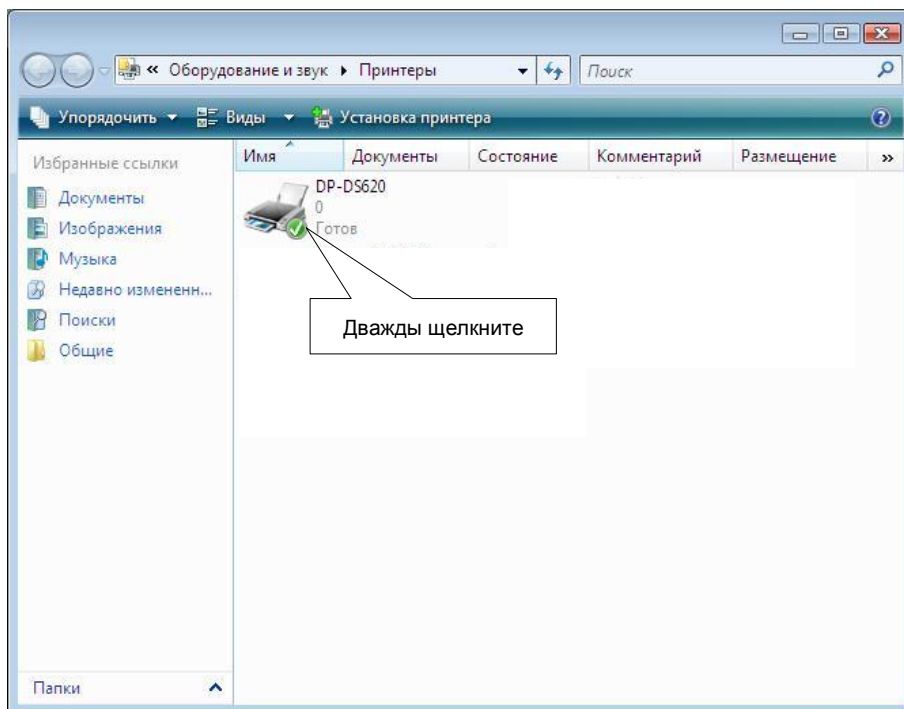 « Оборудование и звук Принтеры
Поиск
Упорядочить Виды Установка принтера
Избранные ссылки
Документы
Изображения
Музыка
Недавно измененн...
Поиски
Общие
Папки
Имя Документы Состояние Комментарий Размещение »
DP-DS620
0
Готов
Дважды щелкните